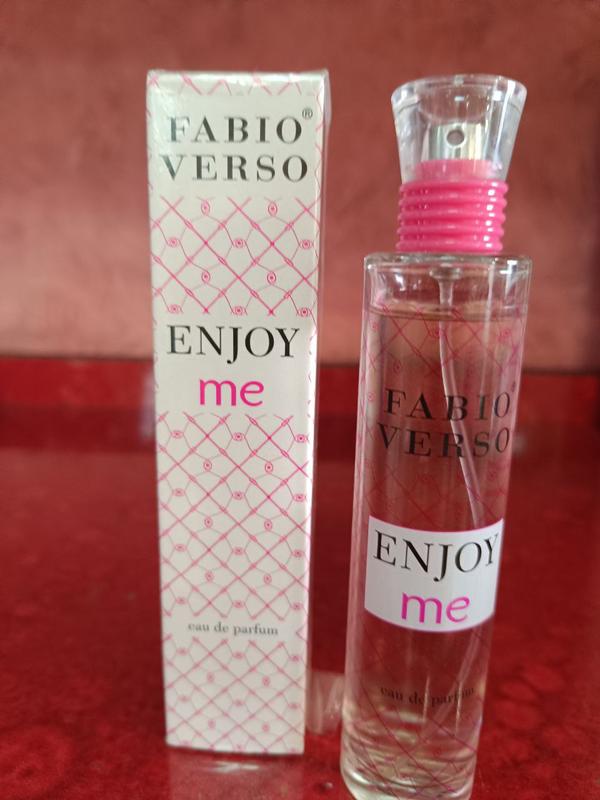 FABIO®
VERSO
ENJOY
me
eau de parfum
FABIO
VERSO
ENJOY
me
eau de parfum